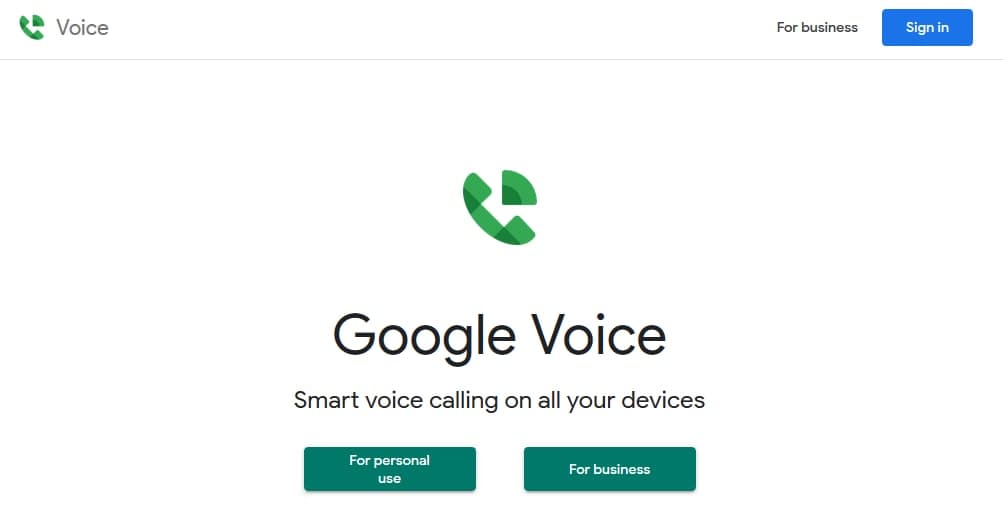 Voice
For business
Sign in
Google Voice
Smart voice calling on all your devices
For personal
use
For business